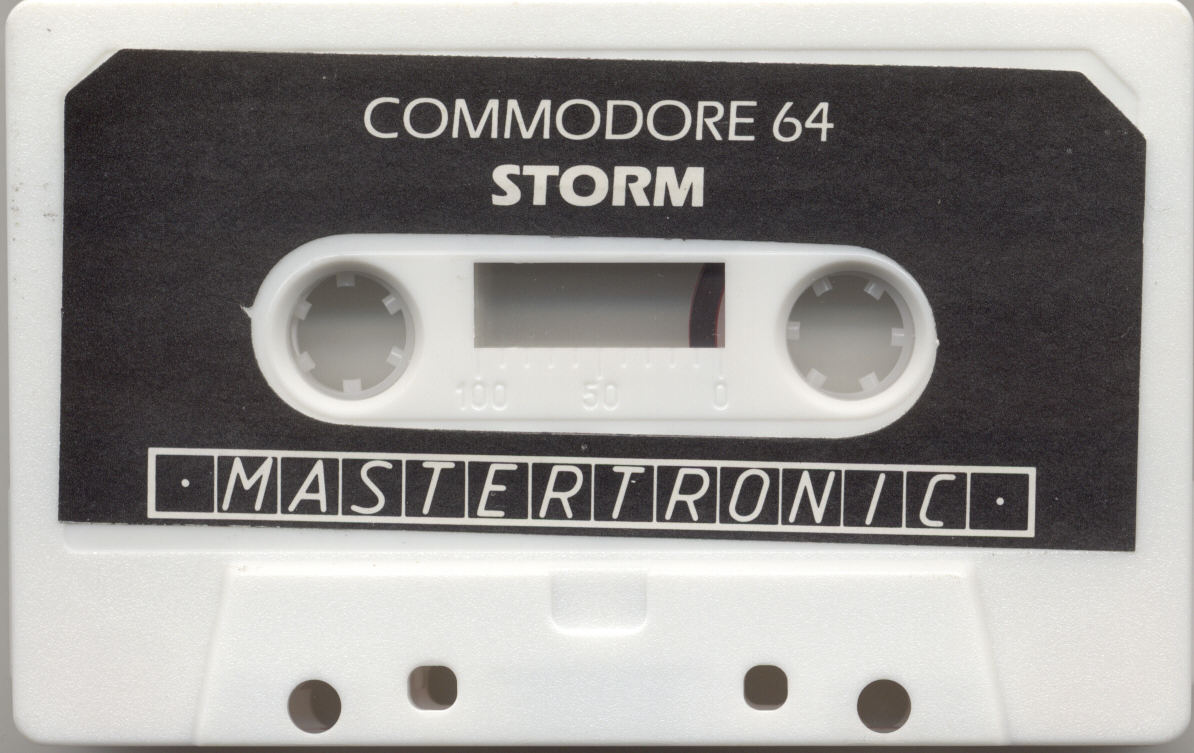 COMMODORE 64
STORM
100 50 0
· MASTERTRONIC ·